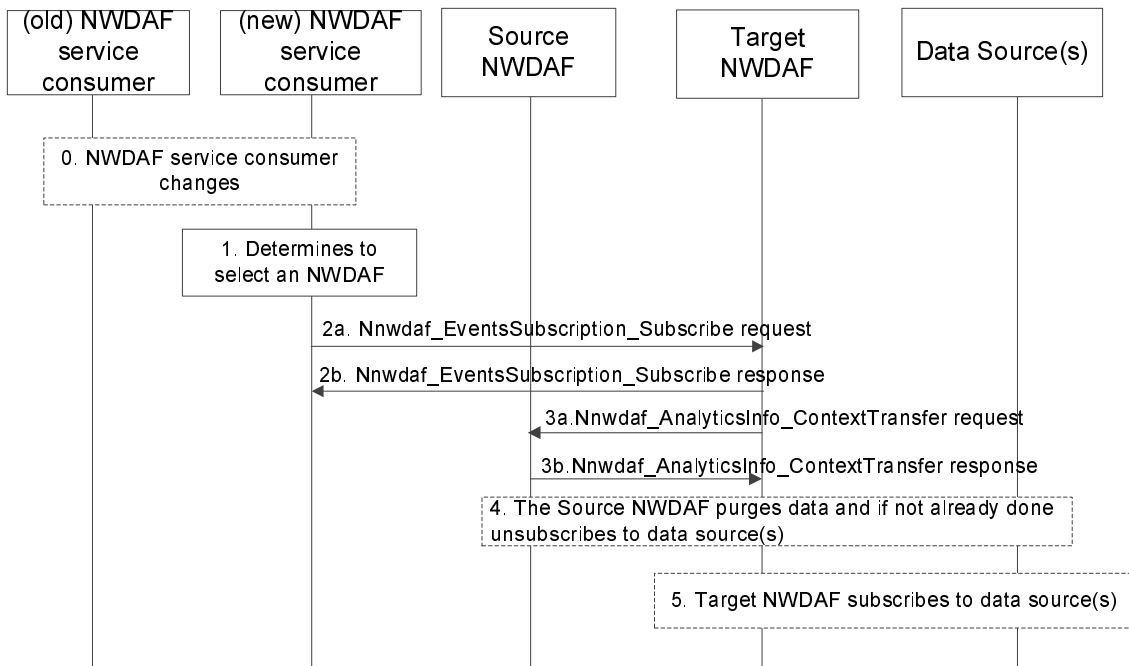 (old) NWDAF
service
consumer
(new) NWDAF
service
consumer
Source
NWDAF
Target
NWDAF
Data Source(s)
0. NWDAF service consumer
changes
1. Determines to
select an NWDAF
2a. Nnwdaf_EventsSubscription_Subscribe request
2b. Nnwdaf_EventsSubscription_Subscribe response
3a.Nnwdaf_AnalyticsInfo_ContextTransfer request
3b.Nnwdaf_AnalyticsInfo_ContextTransfer response
4. The Source NWDAF purges data and if not already done
unsubscribes to data source(s)
5. Target NWDAF subscribes to data source(s)